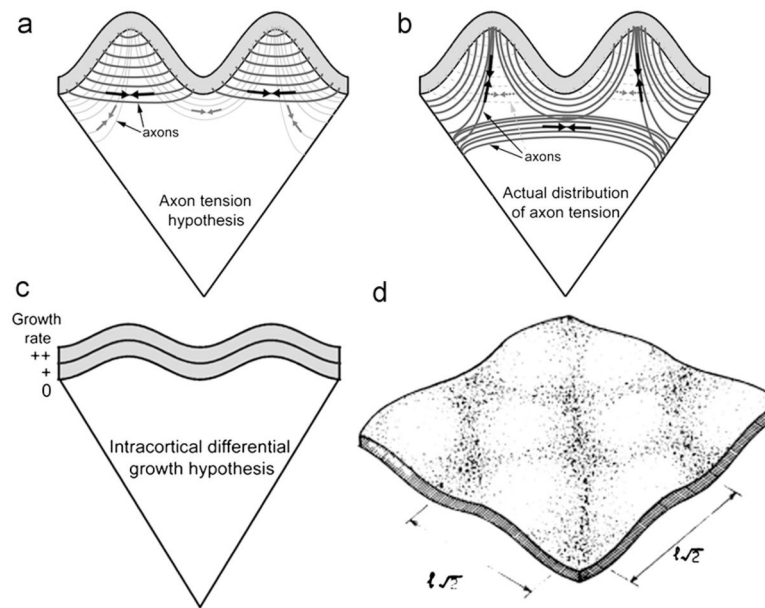 a
axons
Axon tension
hypothesis
b
axons
Actual distribution
of axon tension
c
Growth
rate
++
+
0
Intracortical differential
growth hypothesis
d
ℓ√2
ℓ√2